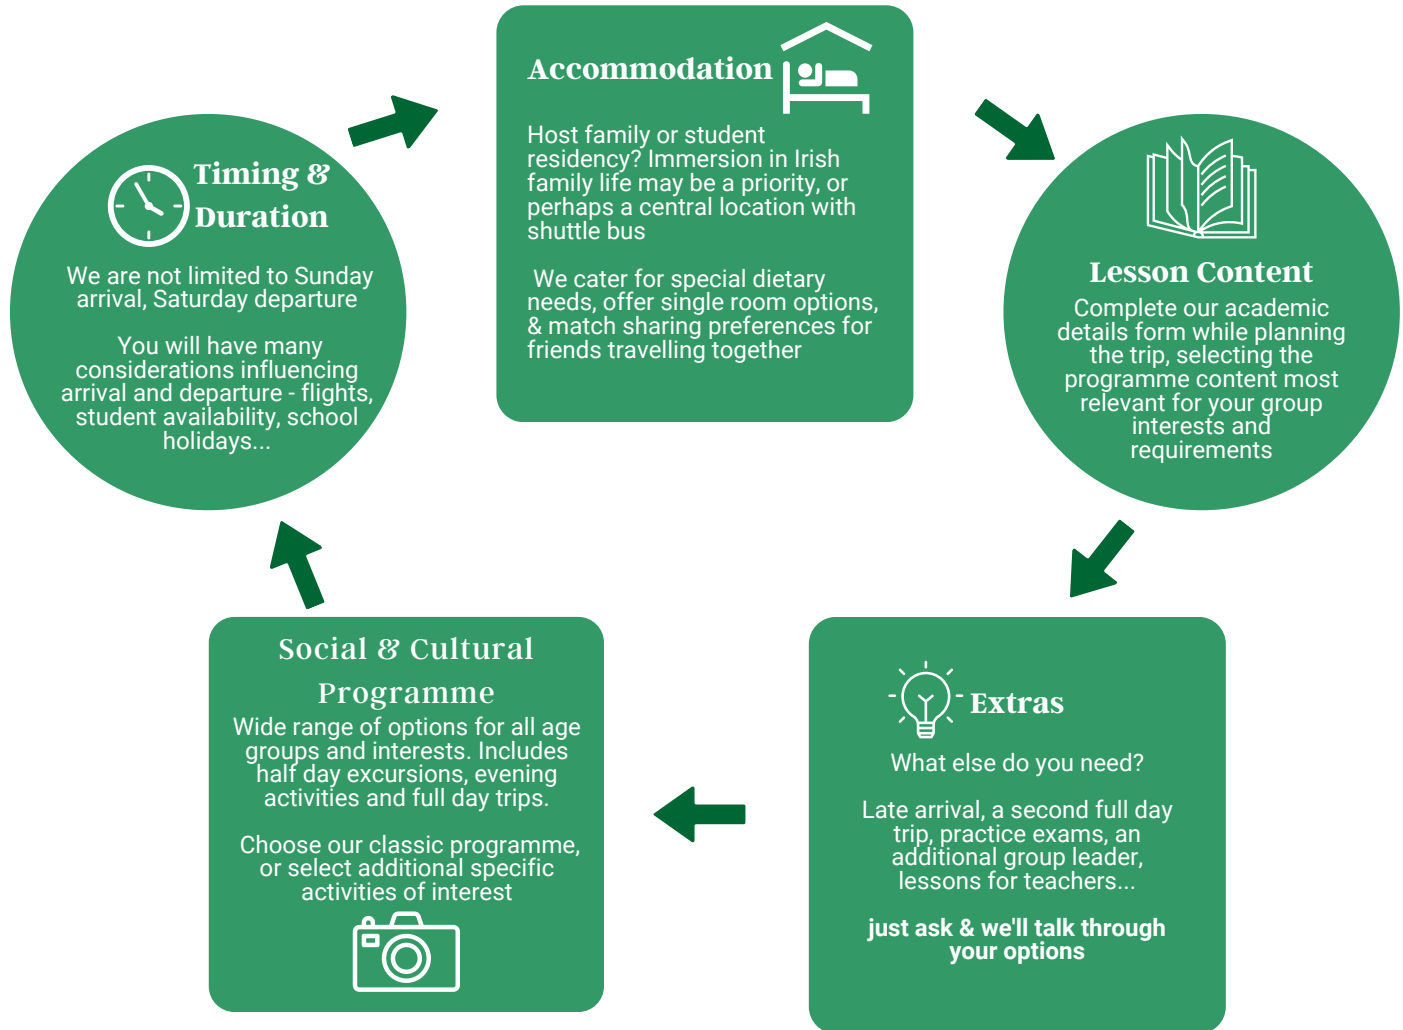 Timing &
Duration
We are not limited to Sunday
arrival, Saturday departure
You will have many
considerations influencing
arrival and departure - flights,
student availability, school
holidays...
Accommodation
Host family or student
residency? Immersion in Irish
family life may be a priority, or
perhaps a central location with
shuttle bus
We cater for special dietary
needs, offer single room options,
& match sharing preferences for
friends travelling together
Lesson Content
Complete our academic
details form while planning
the trip, selecting the
programme content most
relevant for your group
interests and
requirements
Extras
What else do you need?
Late arrival, a second full day
trip, practice exams, an
additional group leader,
lessons for teachers...
just ask & we'll talk through
your options
Social & Cultural
Programme
Wide range of options for all age
groups and interests. Includes
half day excursions, evening
activities and full day trips.
Choose our classic programme,
or select additional specific
activities of interest